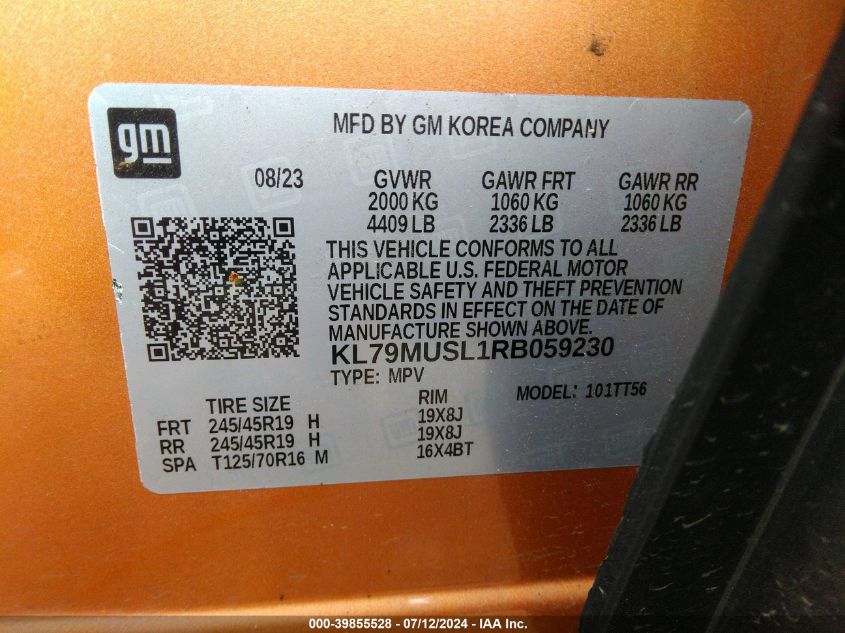 gm
MFD BY GM KOREA COMPANY
08/23 GVWR GAWR FRT GAWR RR
2000 KG 1060 KG 1060 KG
4409 LB 2336 LB 2336 LB
THIS VEHICLE CONFORMS TO ALL
APPLICABLE U.S. FEDERAL MOTOR
VEHICLE SAFETY AND THEFT PREVENTION
STANDARDS IN EFFECT ON THE DATE OF
MANUFACTURE SHOWN ABOVE.
KL79MUSL1RB059230
TYPE: MPV MODEL: 101TT56
TIRE SIZE RIM
FRT 245/45R19 H 19X8J
RR 245/45R19 H 19X8J
SPA T125/70R16 M 16X4BT
000-39855528 - 07/12/2024 - IAA Inc.